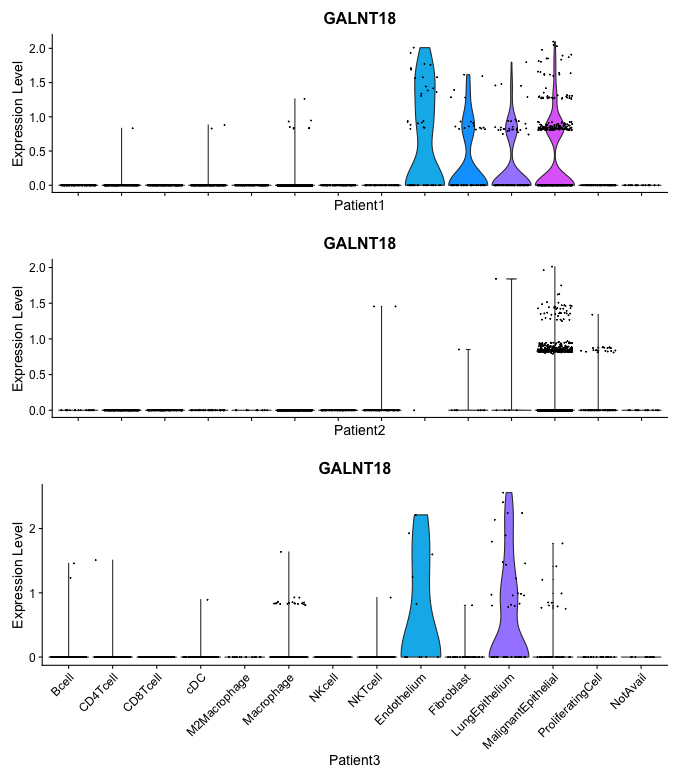 GALNT18
Expression Level
2.0
1.5
1.0
0.5
0.0
Patient1
GALNT18
Expression Level
2.0
1.5
1.0
0.5
0.0
Patient2
GALNT18
Expression Level
2
1
0
Bcell
CD4Tcell
CD8Tcell
cDC
M2Macrophage
Macrophage
NKcell
NKTcell
Endothelium
Fibroblast
LungEpithelium
MalignantEpithelial
ProliferatingCell
NotAvail
Patient3